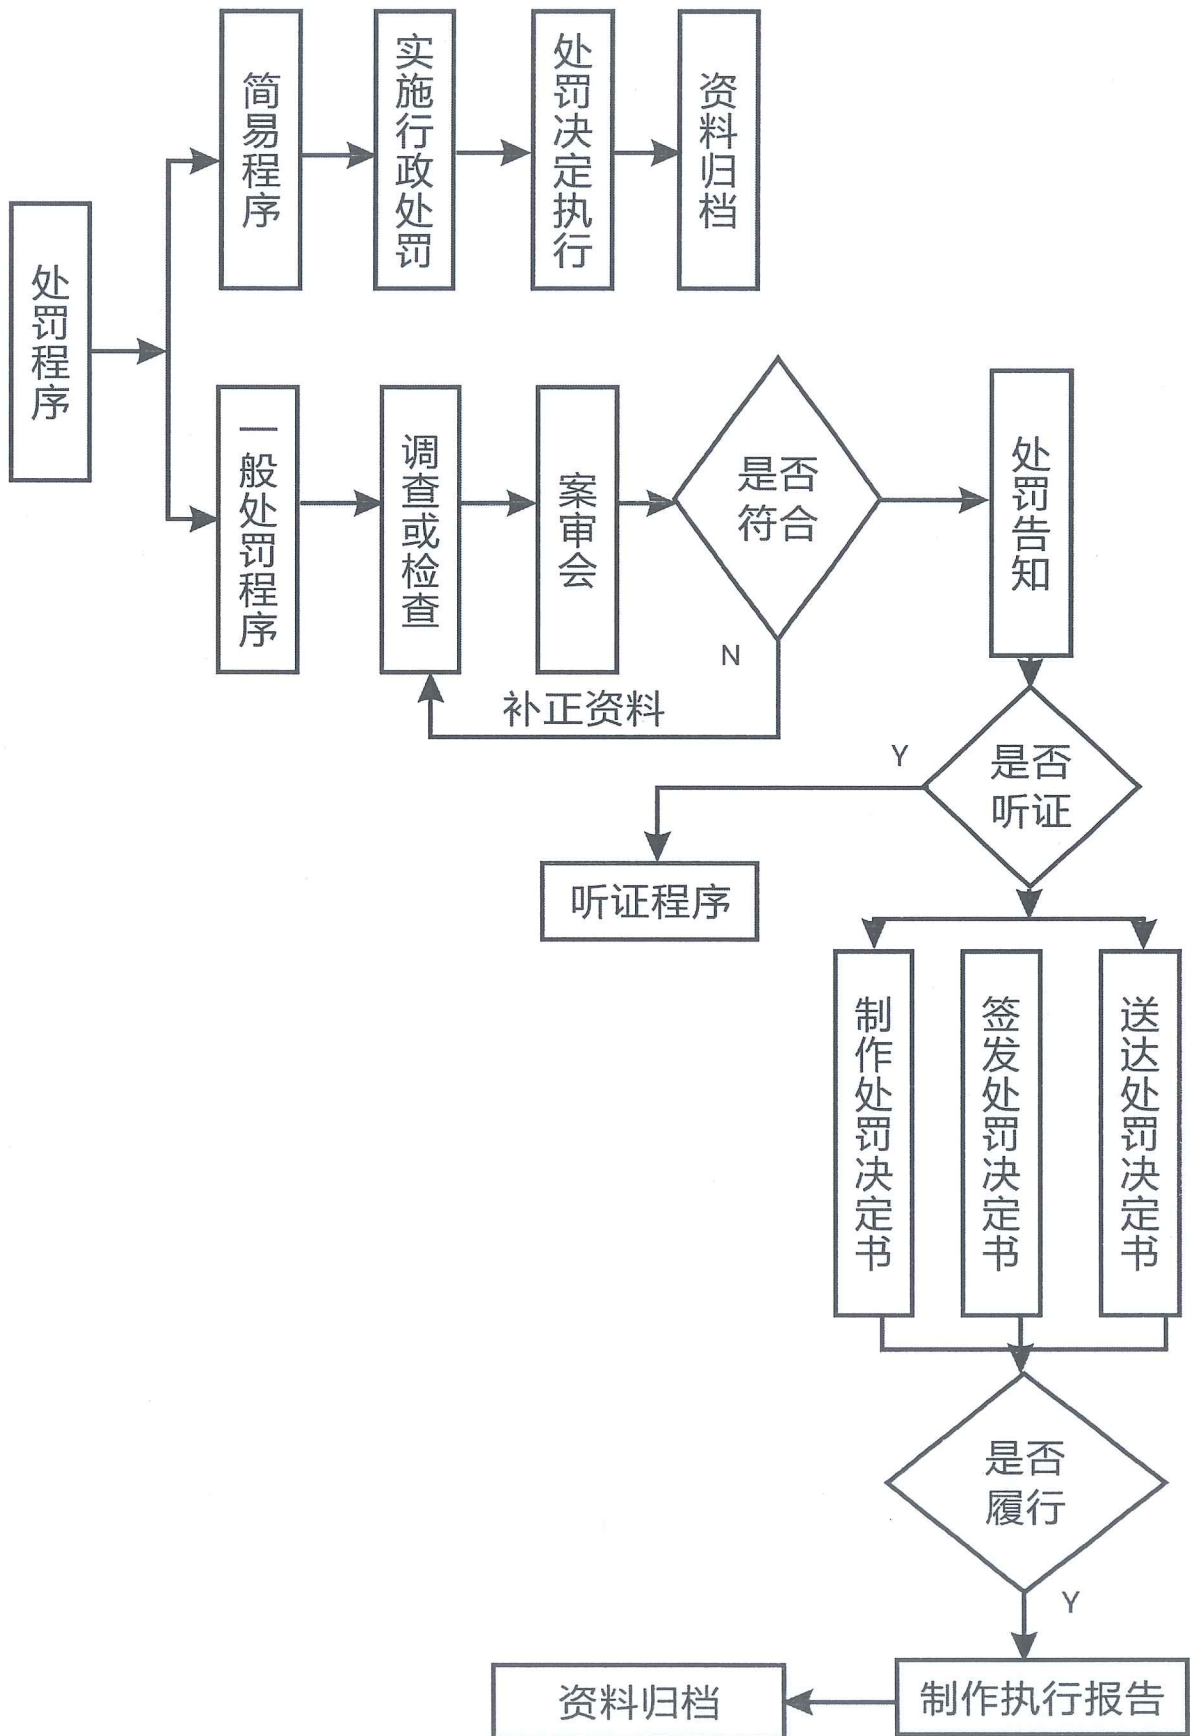 处罚程序
简易程序
实施行政处罚
处罚决定执行
资料归档
一般处罚程序
调查或检查
案审会
是否
符合
N
补正资料
处罚告知
是否
听证
Y
听证程序
制作处罚决定书
签发处罚决定书
送达处罚决定书
是否
履行
Y
制作执行报告
资料归档